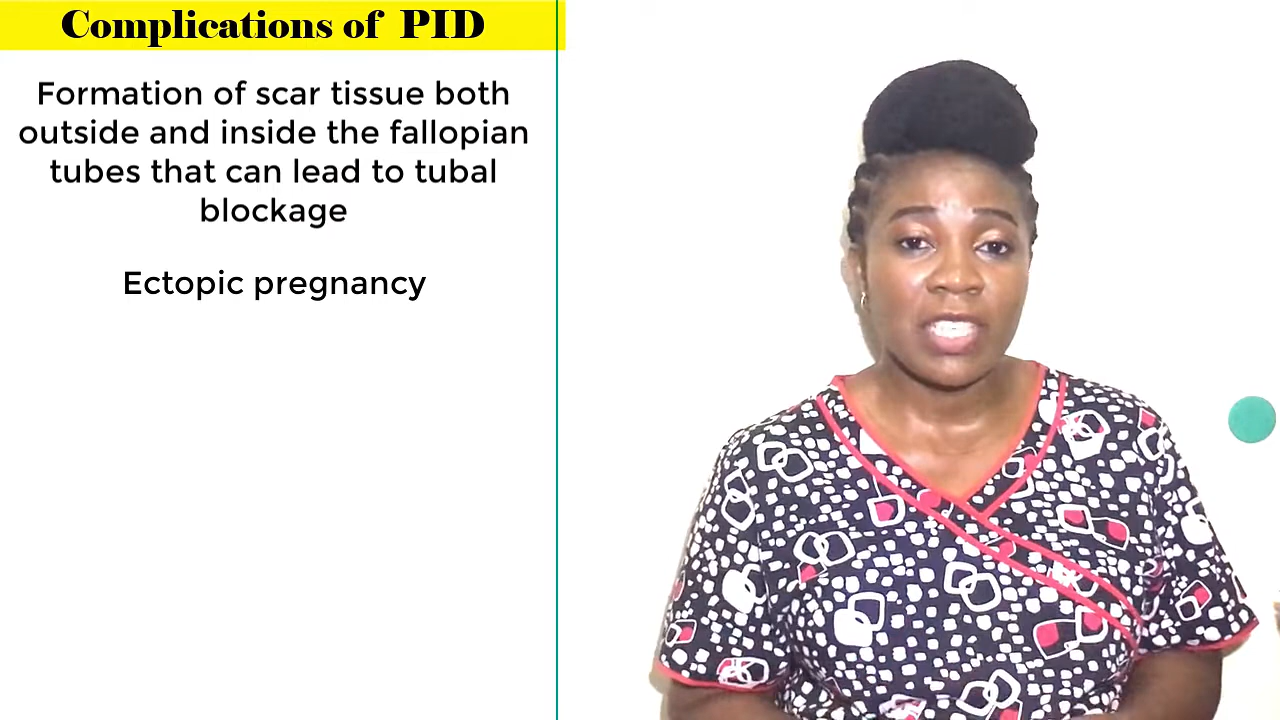 Complications of PID
Formation of scar tissue both
outside and inside the fallopian
tubes that can lead to tubal
blockage
Ectopic pregnancy